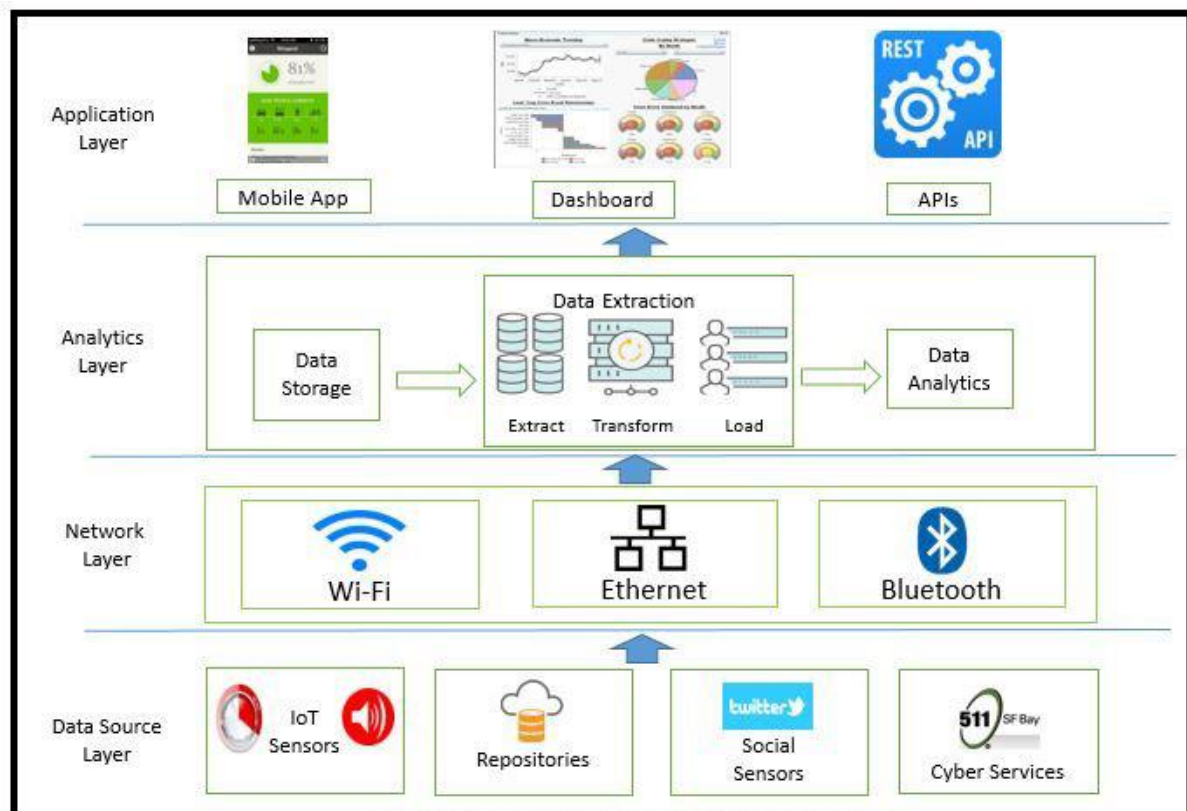 81%
REST
API
Application
Layer
Mobile App
Dashboard
APIs
Data Extraction
Analytics
Layer
Data
Storage
Data
Analytics
Extract
Transform
Load
Network
Layer
Wi-Fi
Ethernet
Bluetooth
Data Source
Layer
IoT
Sensors
Repositories
twitter
Social
Sensors
511 SF Bay
Cyber Services